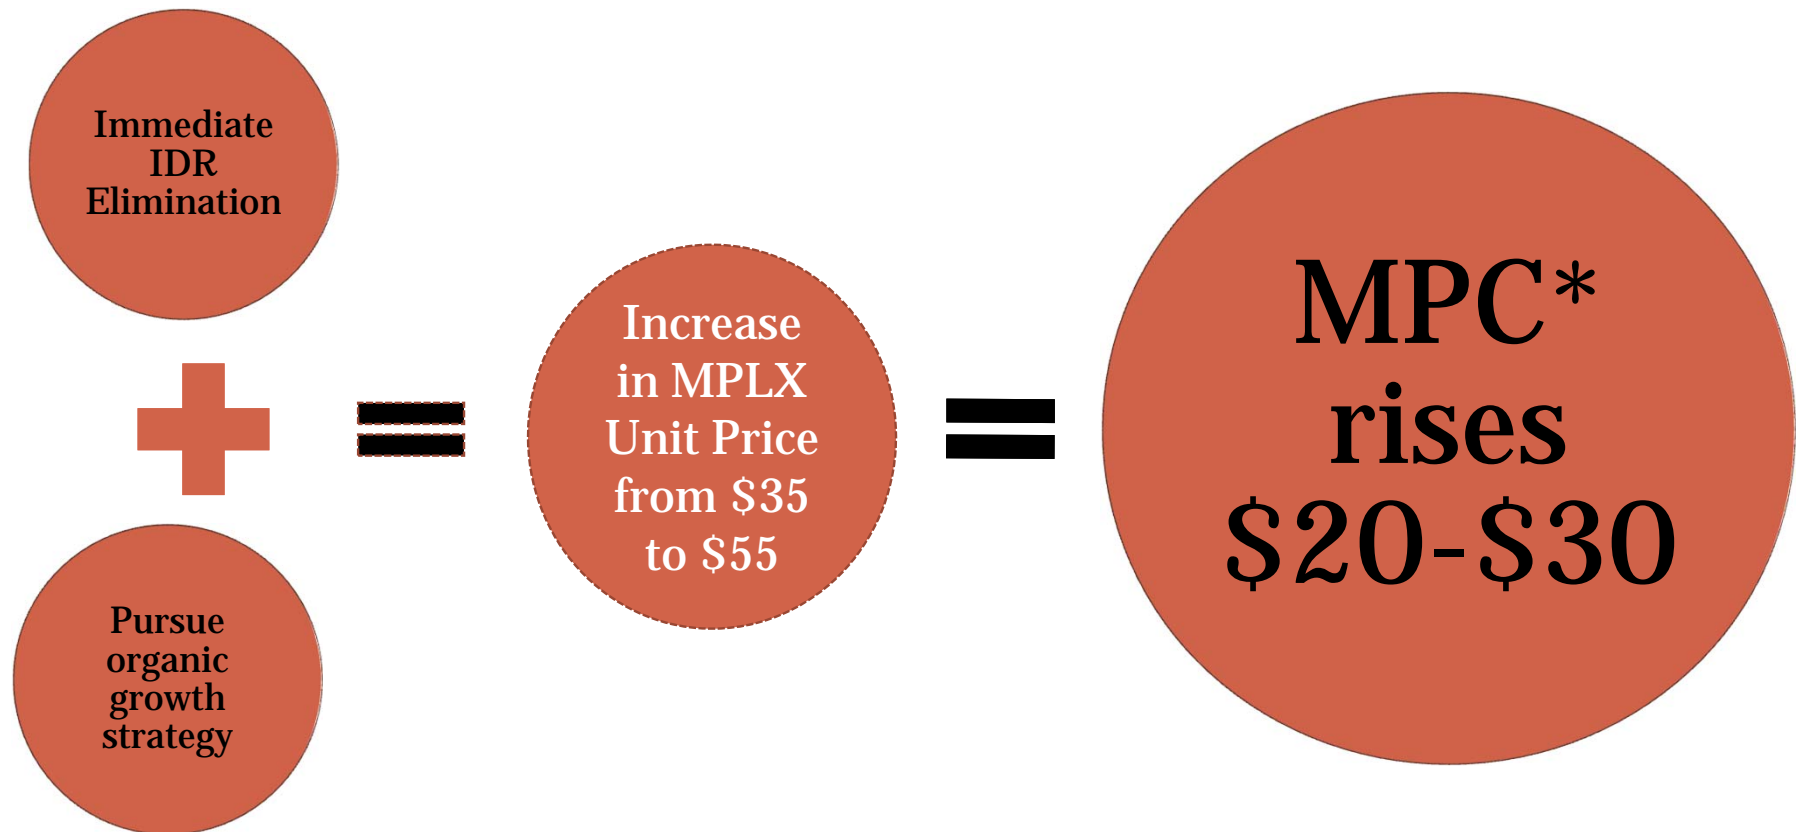 Immediate
IDR
Elimination
Pursue
organic
growth
strategy
Increase
in MPLX
Unit Price
from $35
to $55
MPC*
rises
$20-$30